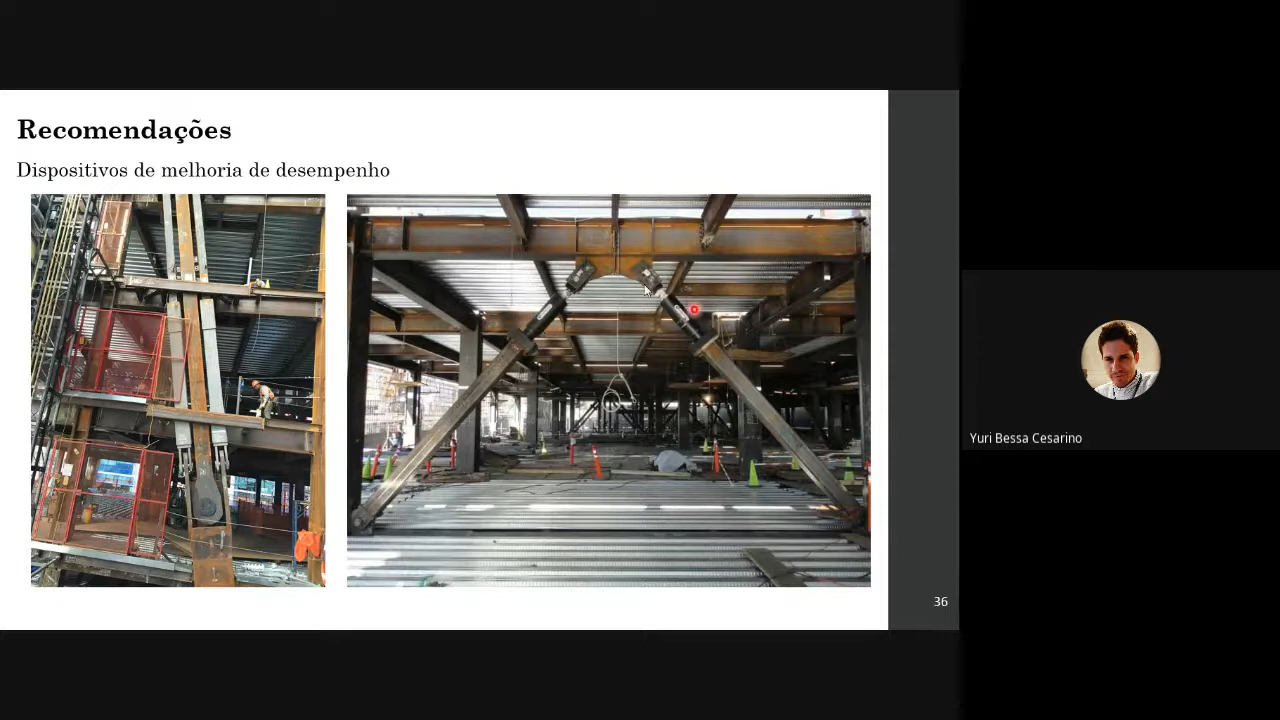 Recomendações
Dispositivos de melhoria de desempenho
36
Yuri Bessa Cesarino